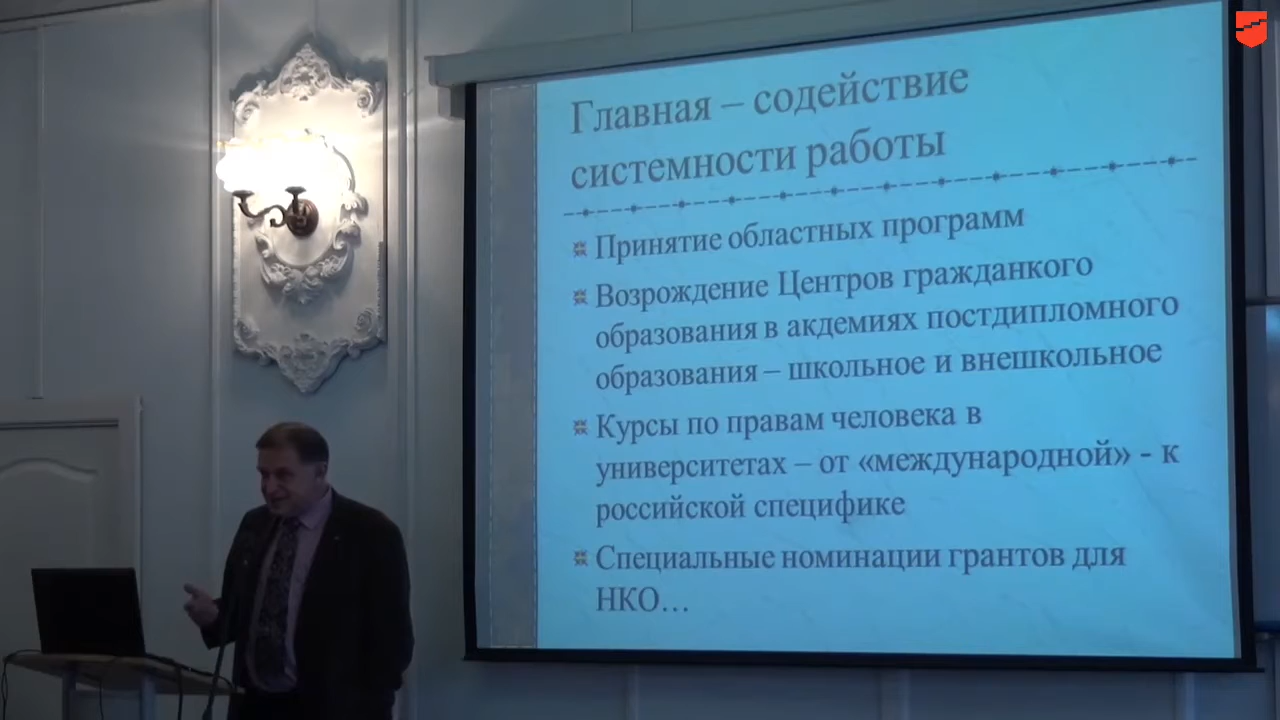 Главная – содействие
системности работы
Принятие областных программ
Возрождение Центров гражданкого
образования в акдемиях постдипломного
образования – школьное и внешкольное
Курсы по правам человека в
университетах – от «международной» - к
российской специфике
Специальные номинации грантов для
НКО...